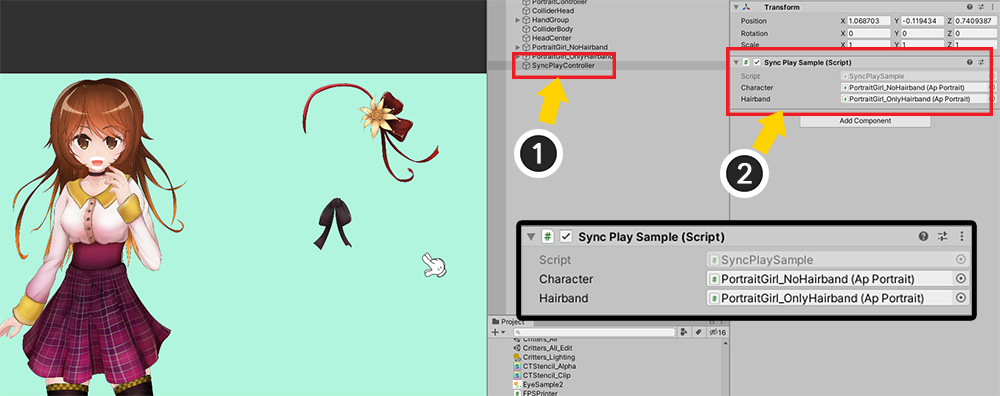 PortraitController
ColliderHead
HandGroup
ColliderBody
HeadCenter
PortraitGirl_NoHairband
PortraitGirl_OnlyHairband
SyncPlayController
1
Transform
Position X 1.068703 Y -0.119434 Z 0.7409387
Rotation X 0 Y 0 Z 0
Scale X 1 Y 1 Z 1
# Sync Play Sample (Script)
Script SyncPlaySample
Character PortraitGirl_NoHairband (Ap Portrait)
Hairband PortraitGirl_OnlyHairband (Ap Portrait)
Add Component
2
# Sync Play Sample (Script)
Script # SyncPlaySample
Character # PortraitGirl_NoHairband (Ap Portrait)
Hairband # PortraitGirl_OnlyHairband (Ap Portrait)
Project
16
Critters_All
Critters_All_Edit
Critters_Lighting
CTStencil_Alpha
CTStencil_Clip
EyeSample2
FPSPrinter